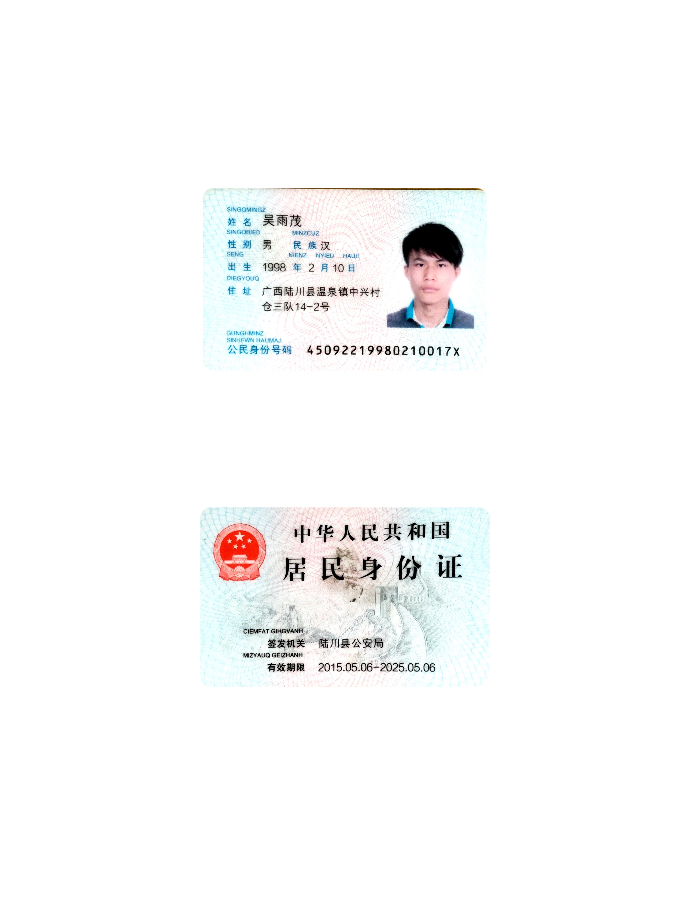 SINGQMINGZ
姓 名 吴雨茂
SINGQBIED MINZCUZ
性 别 男 民 族 汉
SENG NIENZ NYIED HAUH
出 生 1998 年 2 月 10 日
DIEGYOUQ
住 址 广西陆川县温泉镇中兴村
仓三队14-2号
GUNGHMINZ
SINHFWN HAUMAJ
公民身份号码 45092219980210017X
中华人民共和国
居民身份证
CIEMFAT GIHGVANH
签发机关 陆川县公安局
MIZYAUQ GEIZHANH
有效期限 2015.05.06-2025.05.06